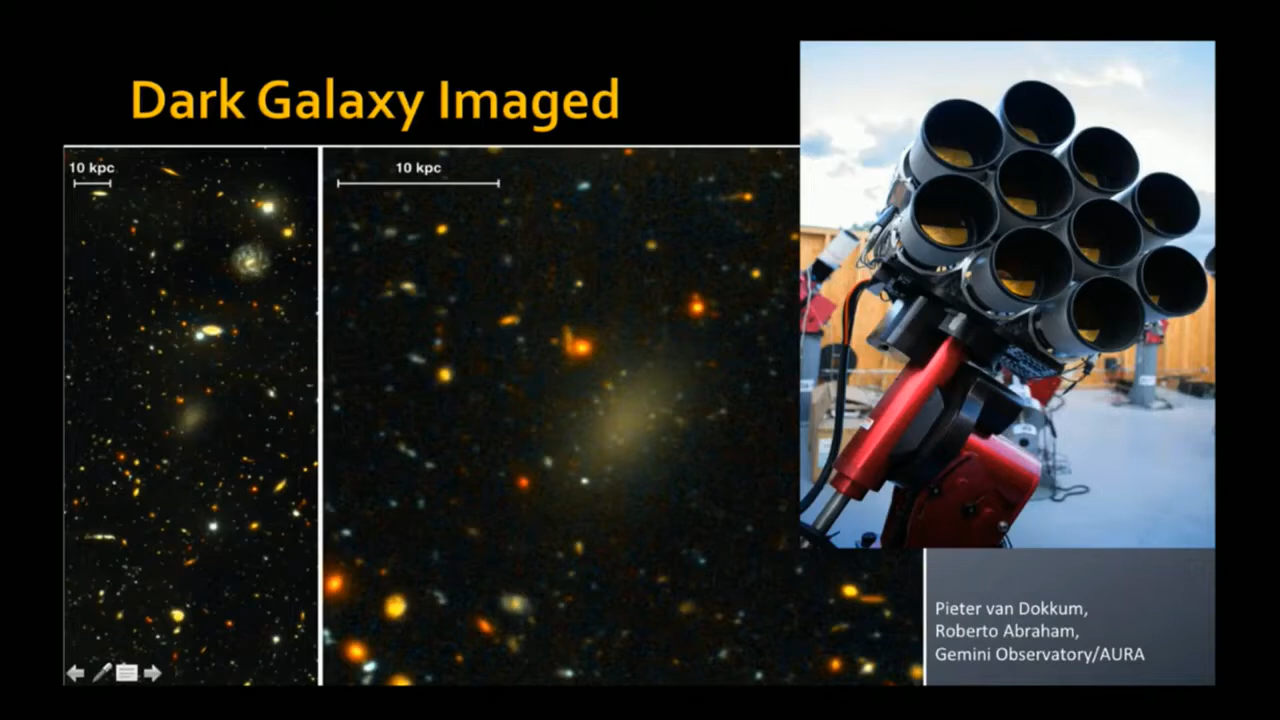 Dark Galaxy Imaged
10 kpc
10 kpc
Pieter van Dokkum,
Roberto Abraham,
Gemini Observatory/AURA